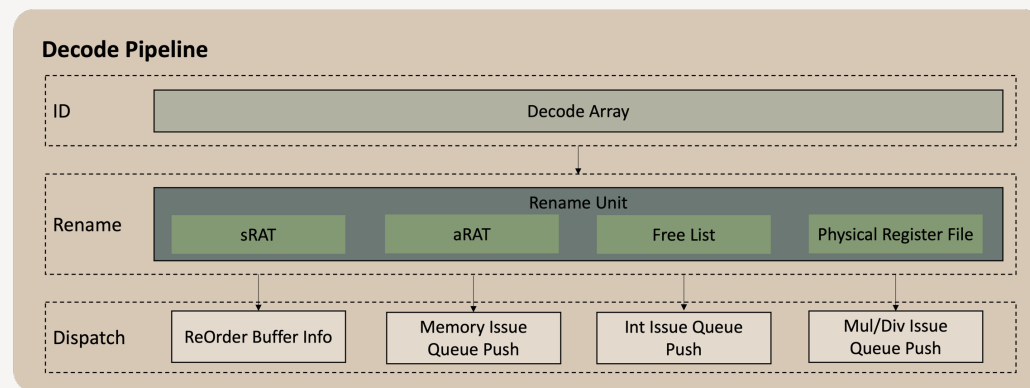 Decode Pipeline
ID
Decode Array
Rename
Rename Unit
sRAT
aRAT
Free List
Physical Register File
Dispatch
ReOrder Buffer Info
Memory Issue
Queue Push
Int Issue Queue
Push
Mul/Div Issue
Queue Push